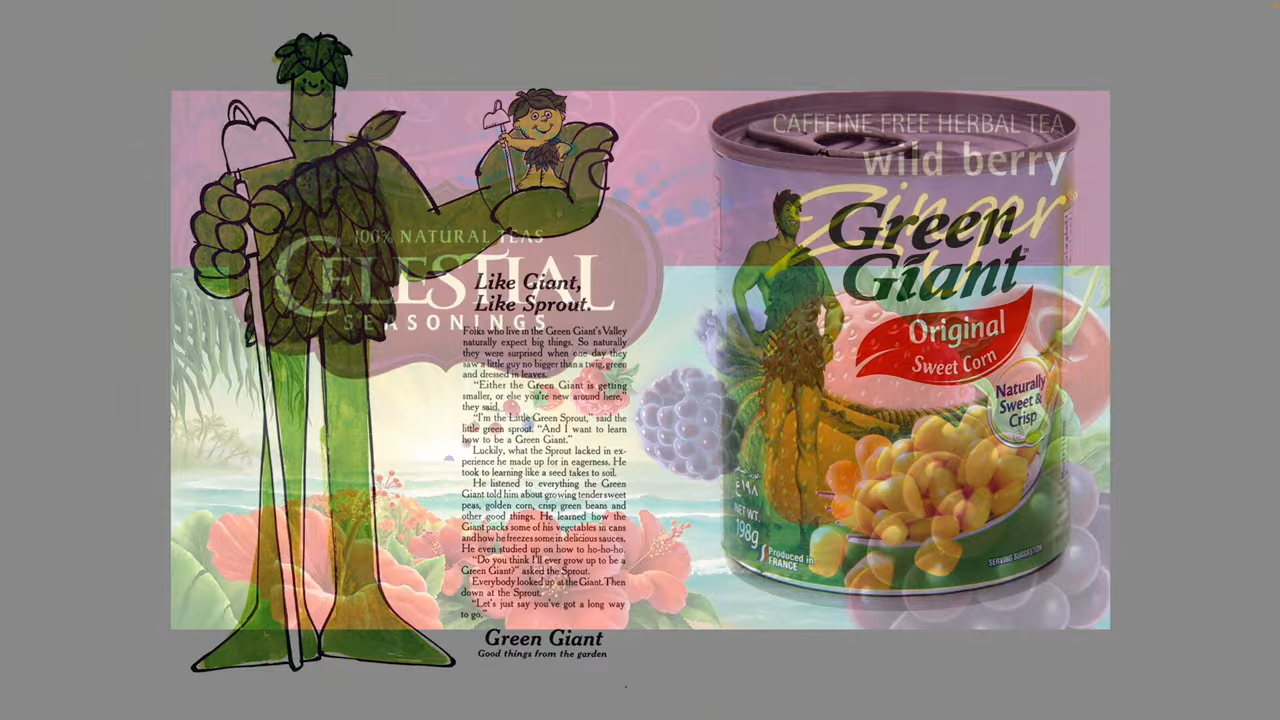 100% NATURAL TEAS
CELESTIAL
SEASONINGS
CAFFEINE FREE HERBAL TEA
wild berry
Zinger
Green
Giant™
Original
Sweet Corn
Naturally
Sweet &
Crisp
NET WT.
198g
Produced in
FRANCE
SERVING SUGGESTION
Like Giant,
Like Sprout.
Folks who live in the Green Giant's Valley
naturally expect big things. So naturally
they were surprised when one day they
saw a little guy no bigger than a twig, green
and dressed in leaves.
"Either the Green Giant is getting
smaller, or else you're new around here,"
they said.
"I'm the Little Green Sprout," said the
little green sprout. "And I want to learn
how to be a Green Giant."
Luckily, what the Sprout lacked in ex-
perience he made up for in eagerness. He
took to learning like a seed takes to soil.
He listened to everything the Green
Giant told him about growing tender sweet
peas, golden corn, crisp green beans and
other good things. He learned how the
Giant packs some of his vegetables in cans
and how he freezes some in delicious sauces.
He even studied up on how to ho-ho-ho.
"Do you think I'll ever grow up to be a
Green Giant?" asked the Sprout.
Everybody looked up at the Giant. Then
down at the Sprout.
"Let's just say you've got a long way
to go."
Green Giant
Good things from the garden